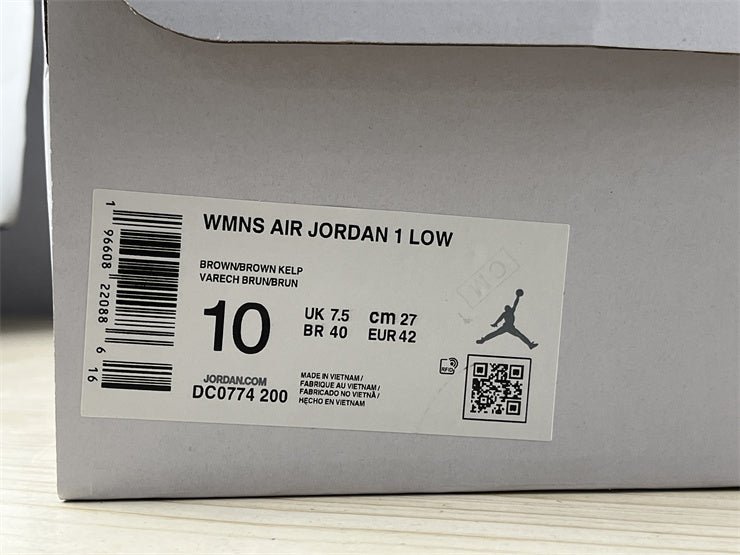 WMNS AIR JORDAN 1 LOW
BROWN/BROWN KELP
VARECH BRUN/BRUN
10
UK 7.5 cm 27
BR 40 EUR 42
JORDAN.COM
DC0774 200
MADE IN VIETNAM /
FABRIQUE AU VIETNAM /
FABRICADO NO VIETNÃ /
HECHO EN VIETNAM
1 96608 22088 6 16
RFID
CM